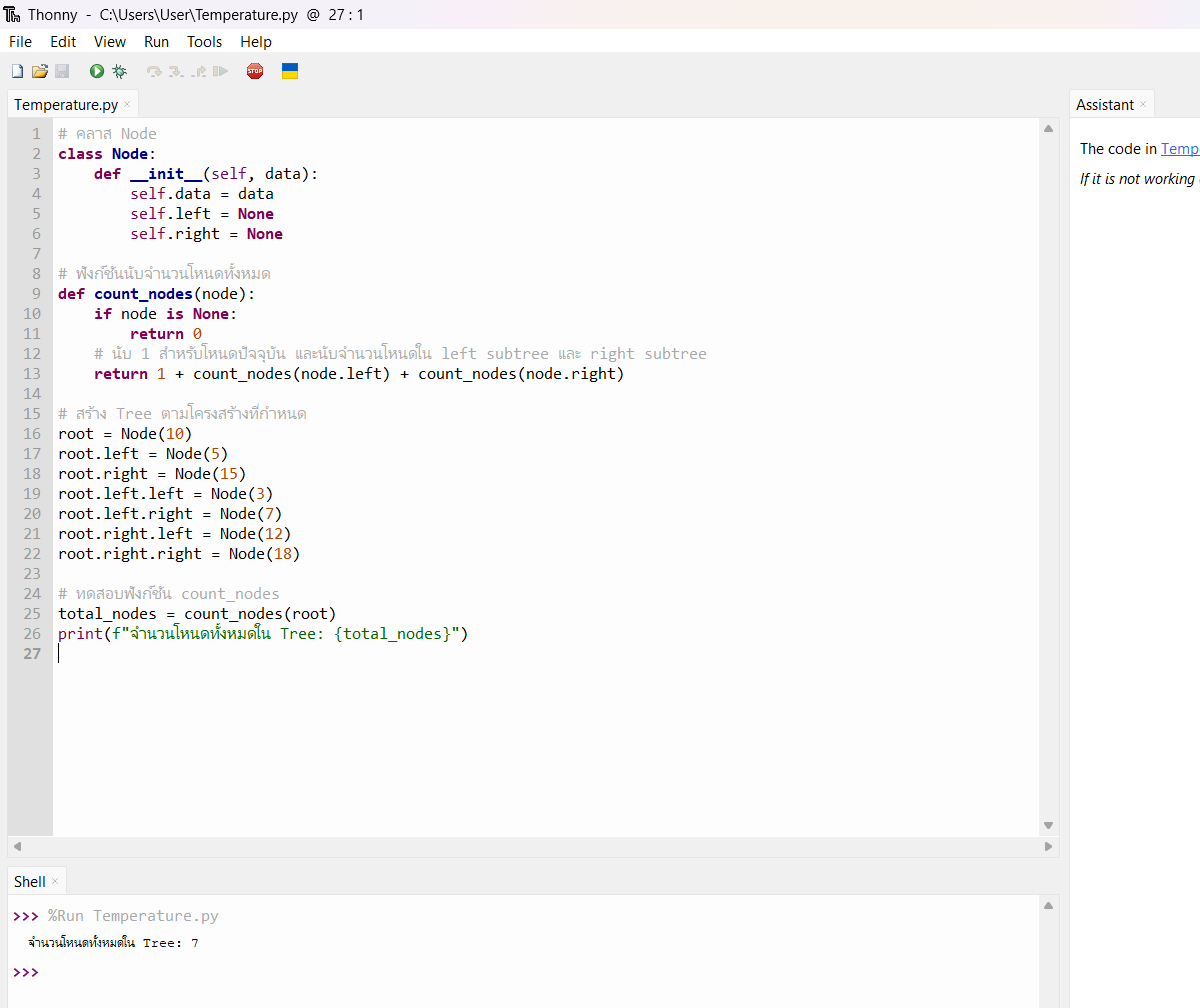 Thonny - C:\Users\User\Temperature.py @ 27 : 1
File Edit View Run Tools Help
STOP
Temperature.py ×
1 # คลาส Node
2 class Node:
3     def __init__(self, data):
4         self.data = data
5         self.left = None
6         self.right = None
7
8 # ฟังก์ชันนับจำนวนโหนดทั้งหมด
9 def count_nodes(node):
10     if node is None:
11         return 0
12     # นับ 1 สำหรับโหนดปัจจุบัน และนับจำนวนโหนดใน left subtree และ right subtree
13     return 1 + count_nodes(node.left) + count_nodes(node.right)
14
15 # สร้าง Tree ตามโครงสร้างที่กำหนด
16 root = Node(10)
17 root.left = Node(5)
18 root.right = Node(15)
19 root.left.left = Node(3)
20 root.left.right = Node(7)
21 root.right.left = Node(12)
22 root.right.right = Node(18)
23
24 # ทดสอบฟังก์ชัน count_nodes
25 total_nodes = count_nodes(root)
26 print(f"จำนวนโหนดทั้งหมดใน Tree: {total_nodes}")
27
Shell ×
>>> %Run Temperature.py
จำนวนโหนดทั้งหมดใน Tree: 7
>>>
Assistant ×
The code in Temp
If it is not working